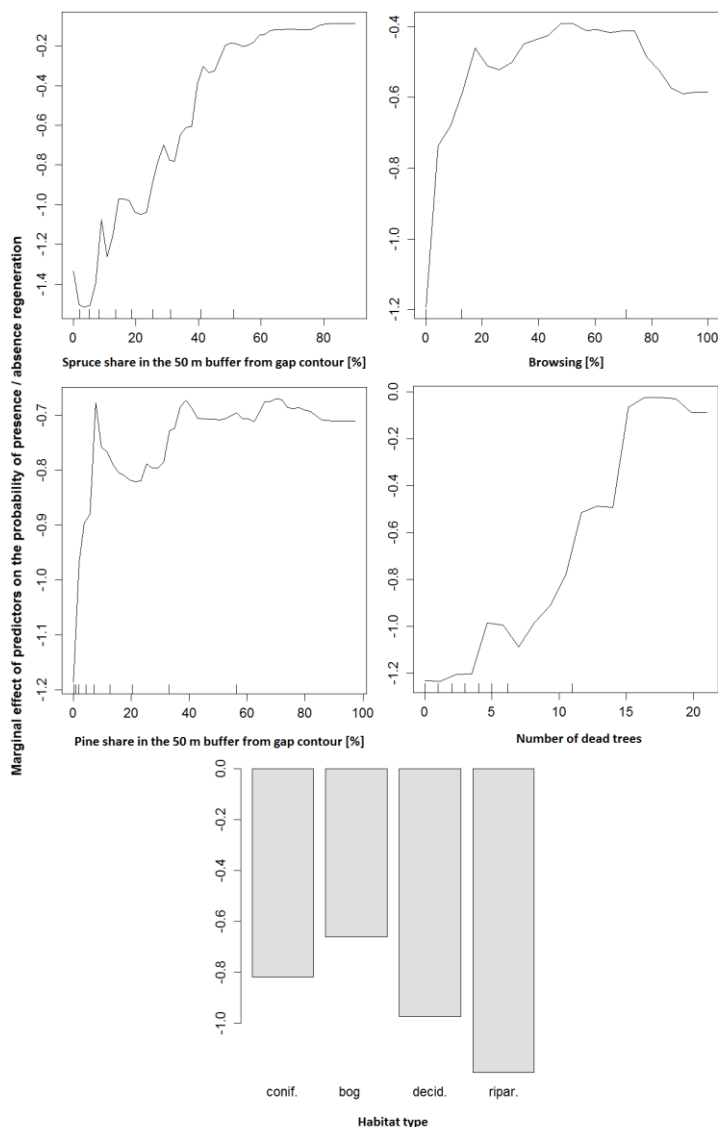 Marginal effect of predictors on the probability of presence / absence regeneration
-0.2
-0.4
-0.6
-0.8
-1.0
-1.2
-1.4
0 20 40 60 80
Spruce share in the 50 m buffer from gap contour [%]
-0.4
-0.6
-0.8
-1.0
-1.2
0 20 40 60 80 100
Browsing [%]
-0.7
-0.8
-0.9
-1.0
-1.1
-1.2
0 20 40 60 80 100
Pine share in the 50 m buffer from gap contour [%]
0.0
-0.2
-0.4
-0.6
-0.8
-1.0
-1.2
0 5 10 15 20
Number of dead trees
0.0
-0.2
-0.4
-0.6
-0.8
-1.0
conif. bog decid. ripar.
Habitat type